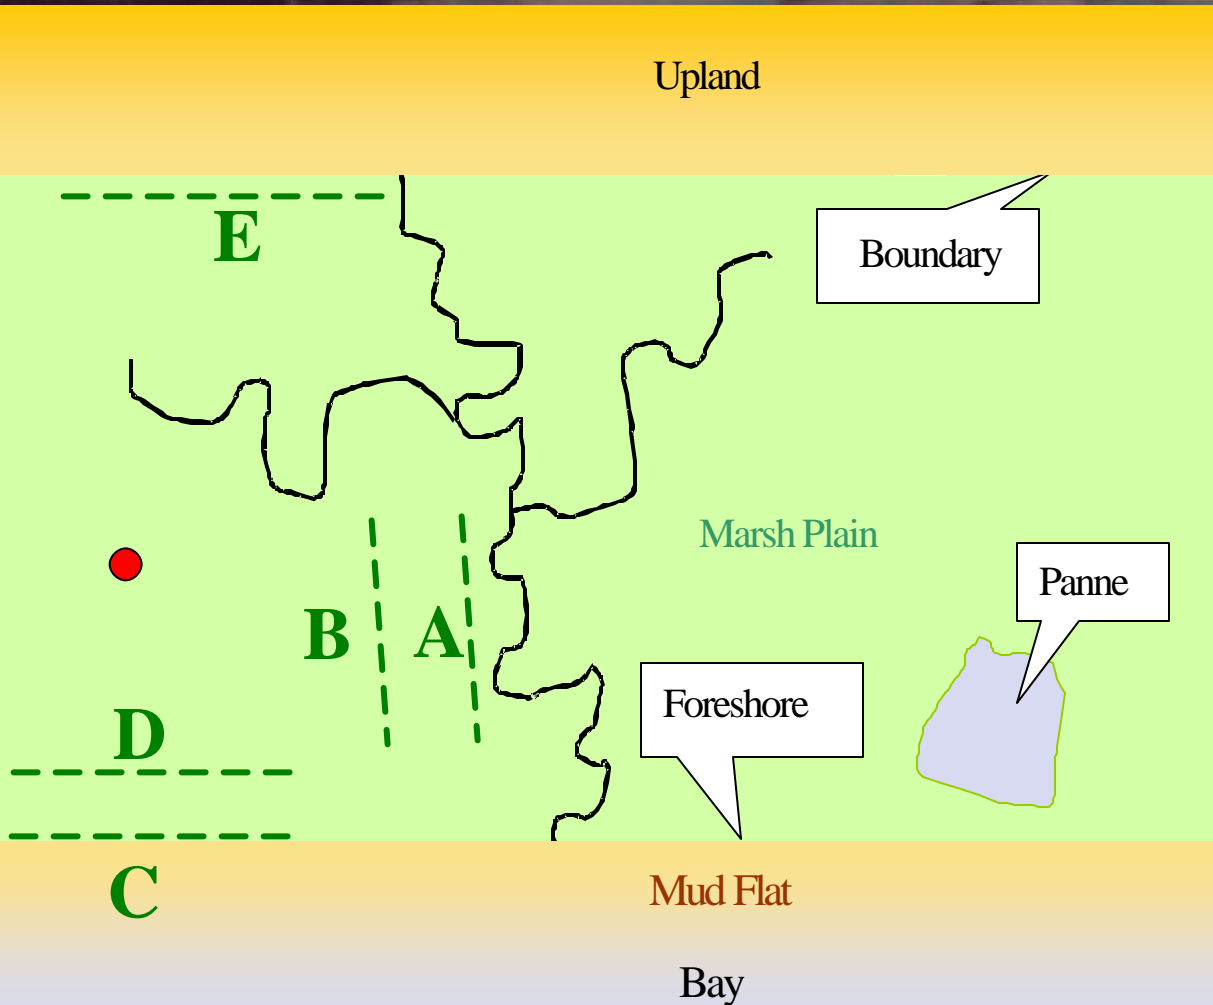 Upland
E
Boundary
Marsh Plain
Panne
B
A
Foreshore
D
C
Mud Flat
Bay